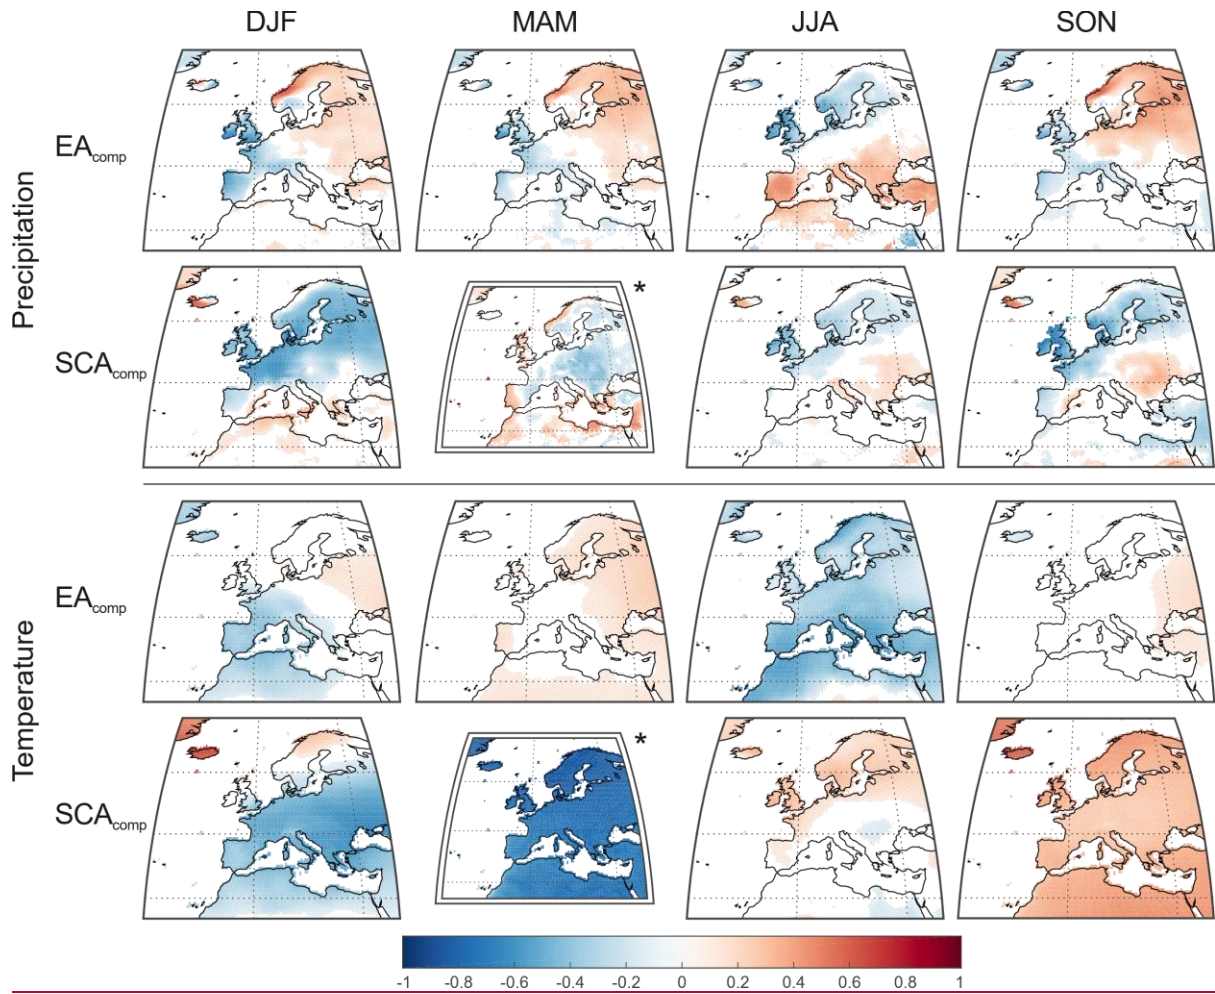 DJF MAM JJA SON
Precipitation
EAcomp
SCAcomp
*
Temperature
EAcomp
SCAcomp
*
-1 -0.8 -0.6 -0.4 -0.2 0 0.2 0.4 0.6 0.8 1